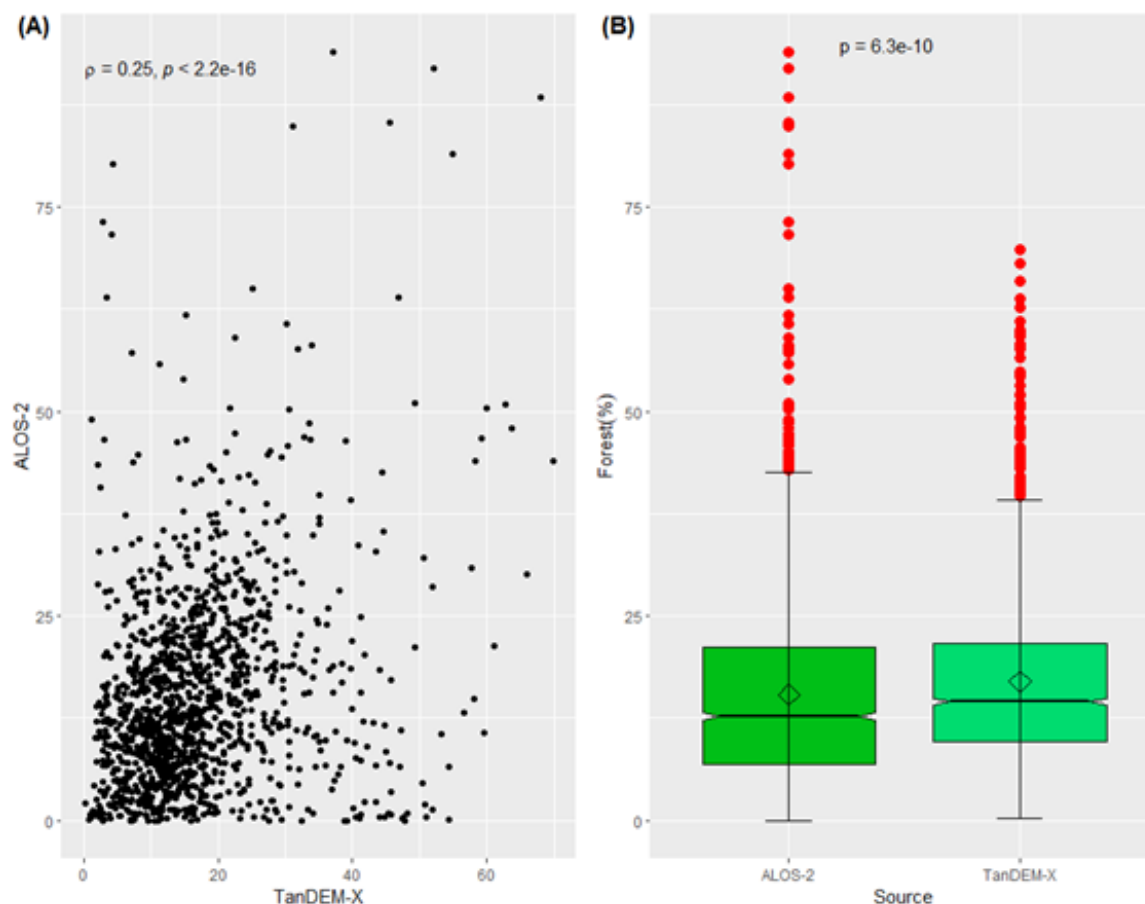 (A)
ρ = 0.25, p < 2.2e-16
ALOS-2
75
50
25
0
0 20 40 60
TanDEM-X
(B)
p = 6.3e-10
Forest(%)
75
50
25
0
ALOS-2 TanDEM-X
Source